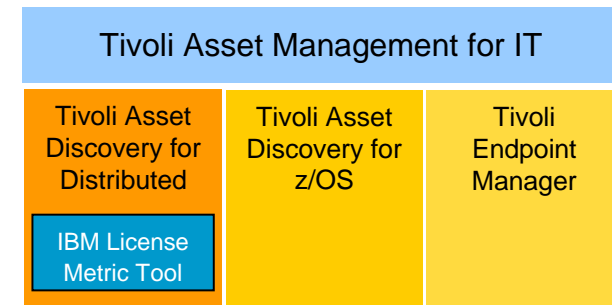 Tivoli Asset Management for IT
Tivoli Asset
Discovery for
Distributed
IBM License
Metric Tool
Tivoli Asset
Discovery for
z/OS
Tivoli
Endpoint
Manager